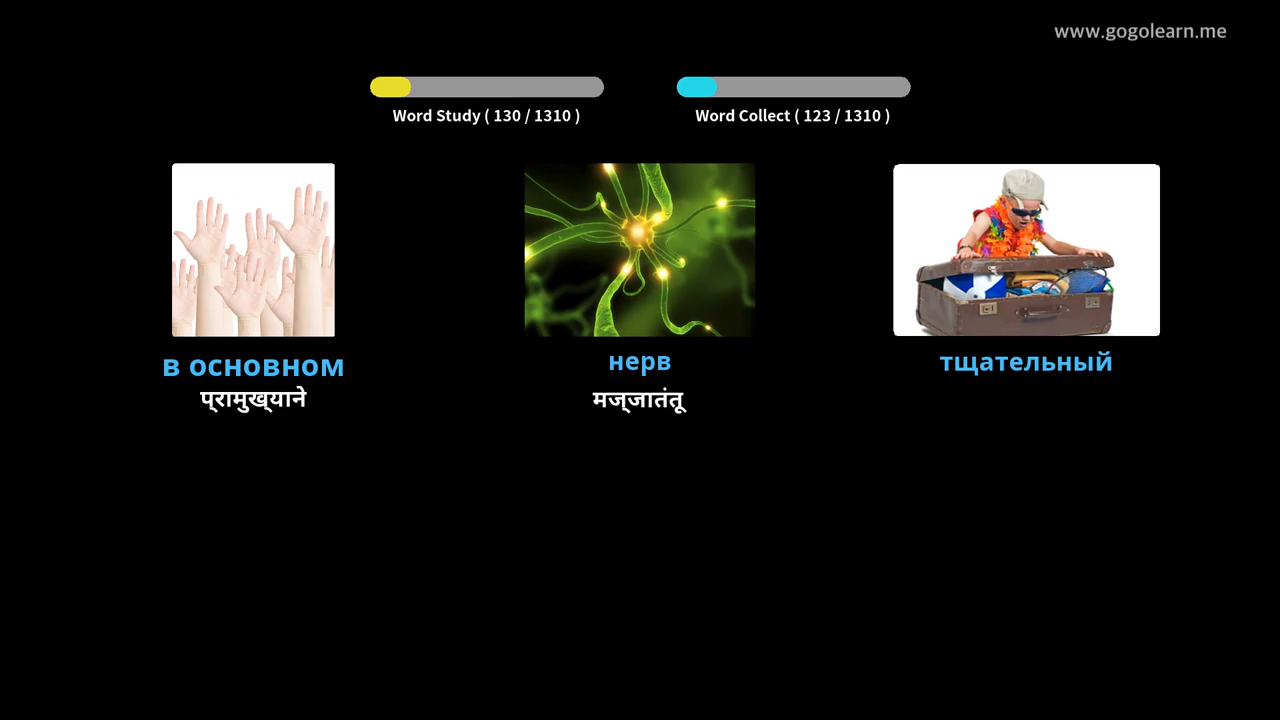 www.gogolearn.me
Word Study ( 130 / 1310 )
Word Collect ( 123 / 1310 )
в основном
प्रामुख्याने
нерв
मज्जातंतू
тщательный